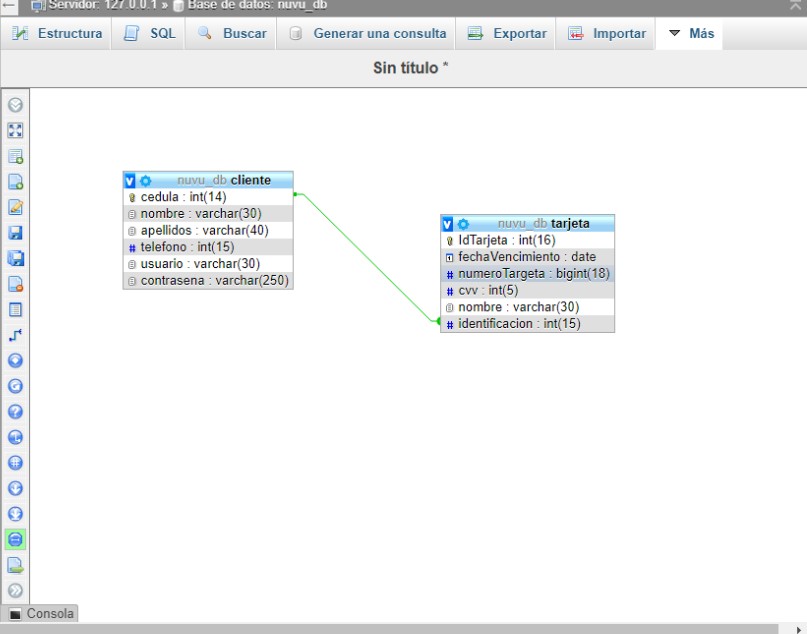 Servidor: 127.0.0.1 » Base de datos: nuvu_db
Estructura SQL Buscar Generar una consulta Exportar Importar Más
Sin título *
nuvu_db cliente
cedula : int(14)
nombre : varchar(30)
apellidos : varchar(40)
telefono : int(15)
usuario : varchar(30)
contrasena : varchar(250)
nuvu_db tarjeta
IdTarjeta : int(16)
fechaVencimiento : date
numeroTargeta : bigint(18)
cvv : int(5)
nombre : varchar(30)
identificacion : int(15)
Consola